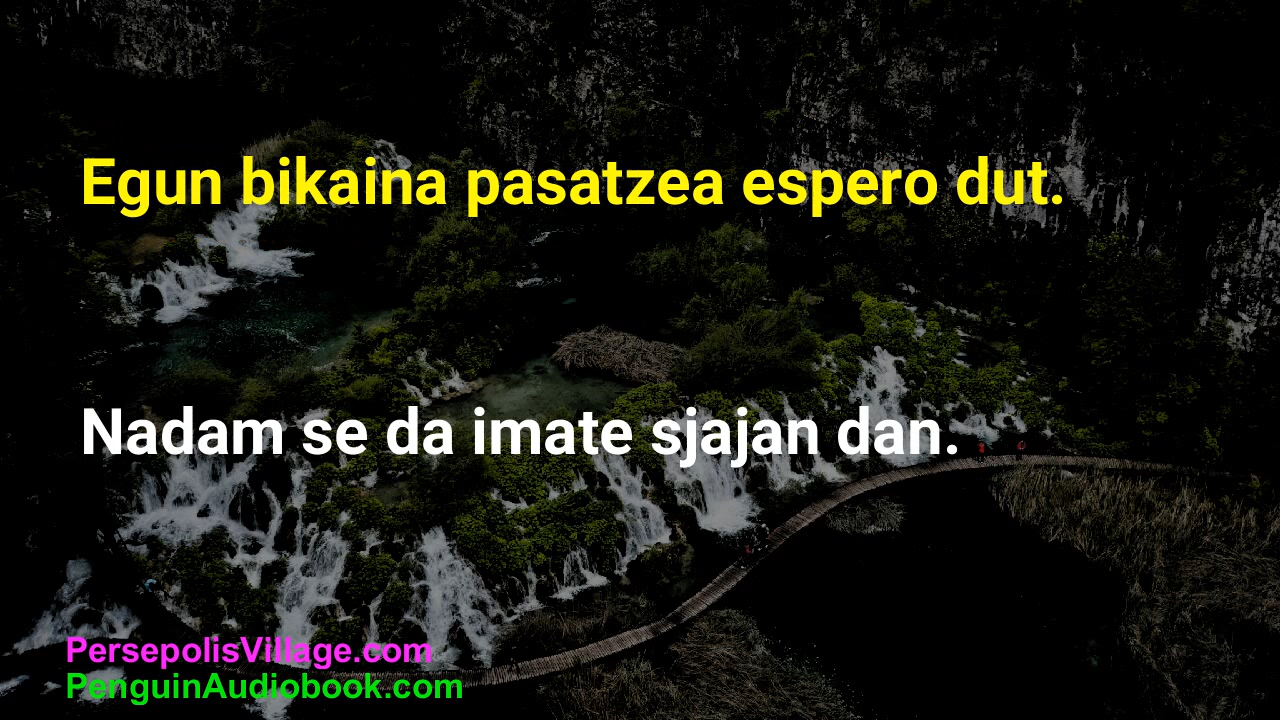 Egun bikaina pasatzea espero dut.
Nadam se da imate sjajan dan.
PersepolisVillage.com
PenguinAudiobook.com